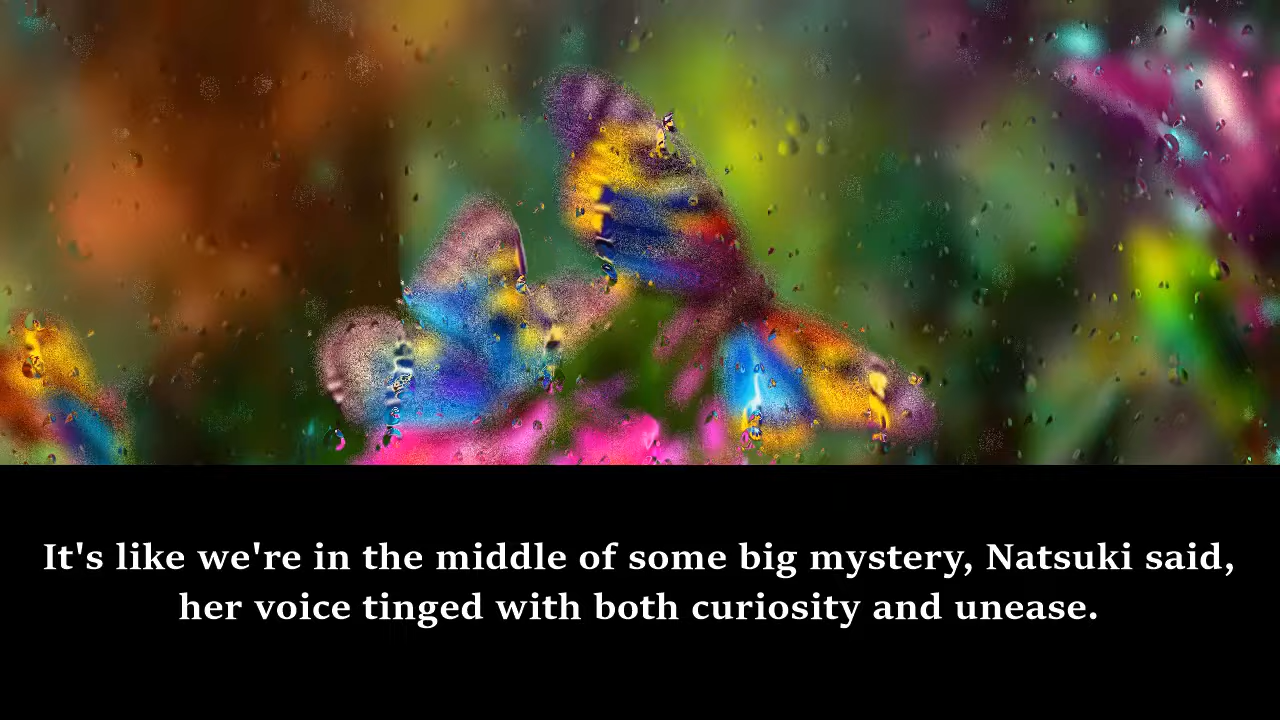 It's like we're in the middle of some big mystery, Natsuki said,
her voice tinged with both curiosity and unease.